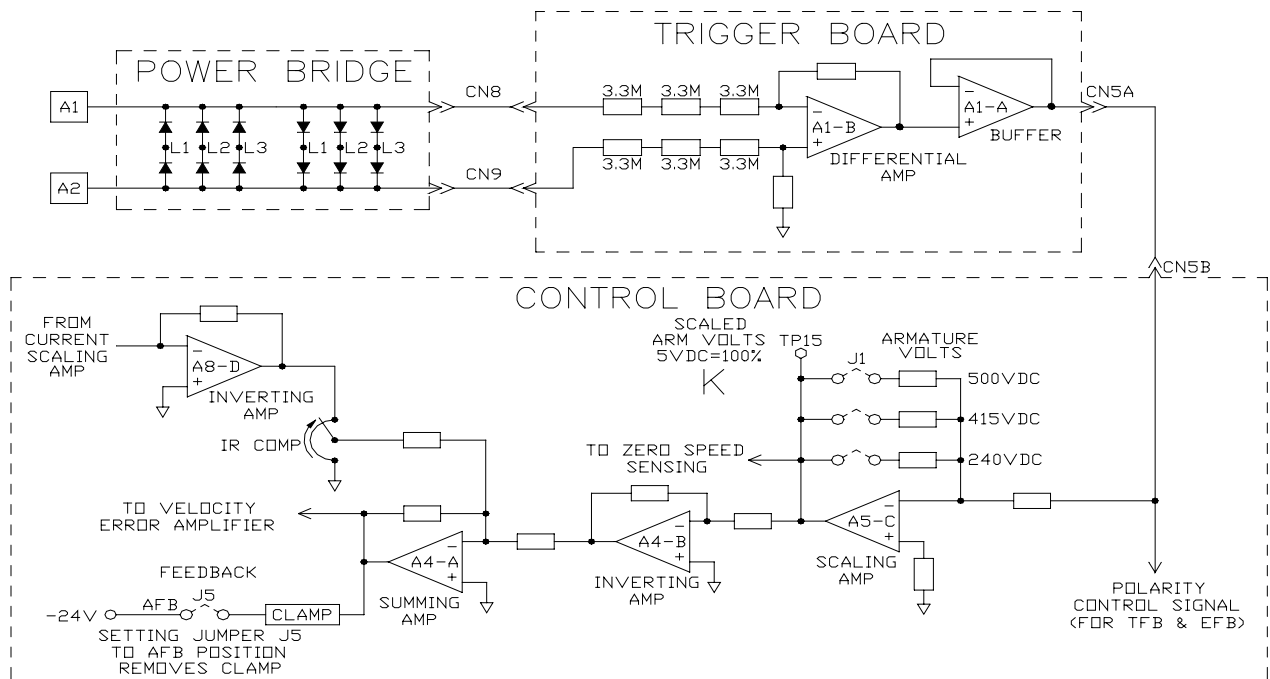 TRIGGER BOARD
POWER BRIDGE
A1
A2
L1
L2
L3
L1
L2
L3
CN8
CN9
3.3M
3.3M
3.3M
3.3M
3.3M
3.3M
−
A1-B
+
DIFFERENTIAL
AMP
−
A1-A
+
BUFFER
CN5A
CN5B
CONTROL BOARD
FROM
CURRENT
SCALING
AMP
−
A8-D
+
INVERTING
AMP
IR COMP
SCALED
ARM VOLTS
5VDC=100%
TP15
ARMATURE
VOLTS
J1
500VDC
415VDC
240VDC
TO ZERO SPEED
SENSING
TO VELOCITY
ERROR AMPLIFIER
−
A4-A
+
SUMMING
AMP
−
A4-B
+
INVERTING
AMP
−
A5-C
+
SCALING
AMP
POLARITY
CONTROL SIGNAL
(FOR TFB & EFB)
FEEDBACK
-24V
AFB
J5
CLAMP
SETTING JUMPER J5
TO AFB POSITION
REMOVES CLAMP